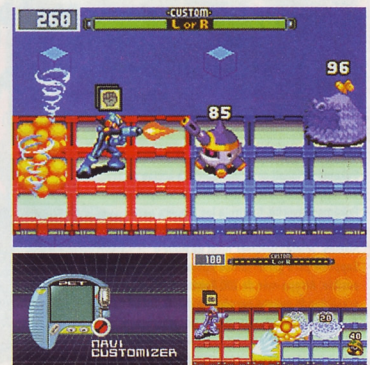 260
-CUSTOM-
L or R
96
85
PET
NAVI
CUSTOMIZER
100
CUSTOM
L or R
20
40